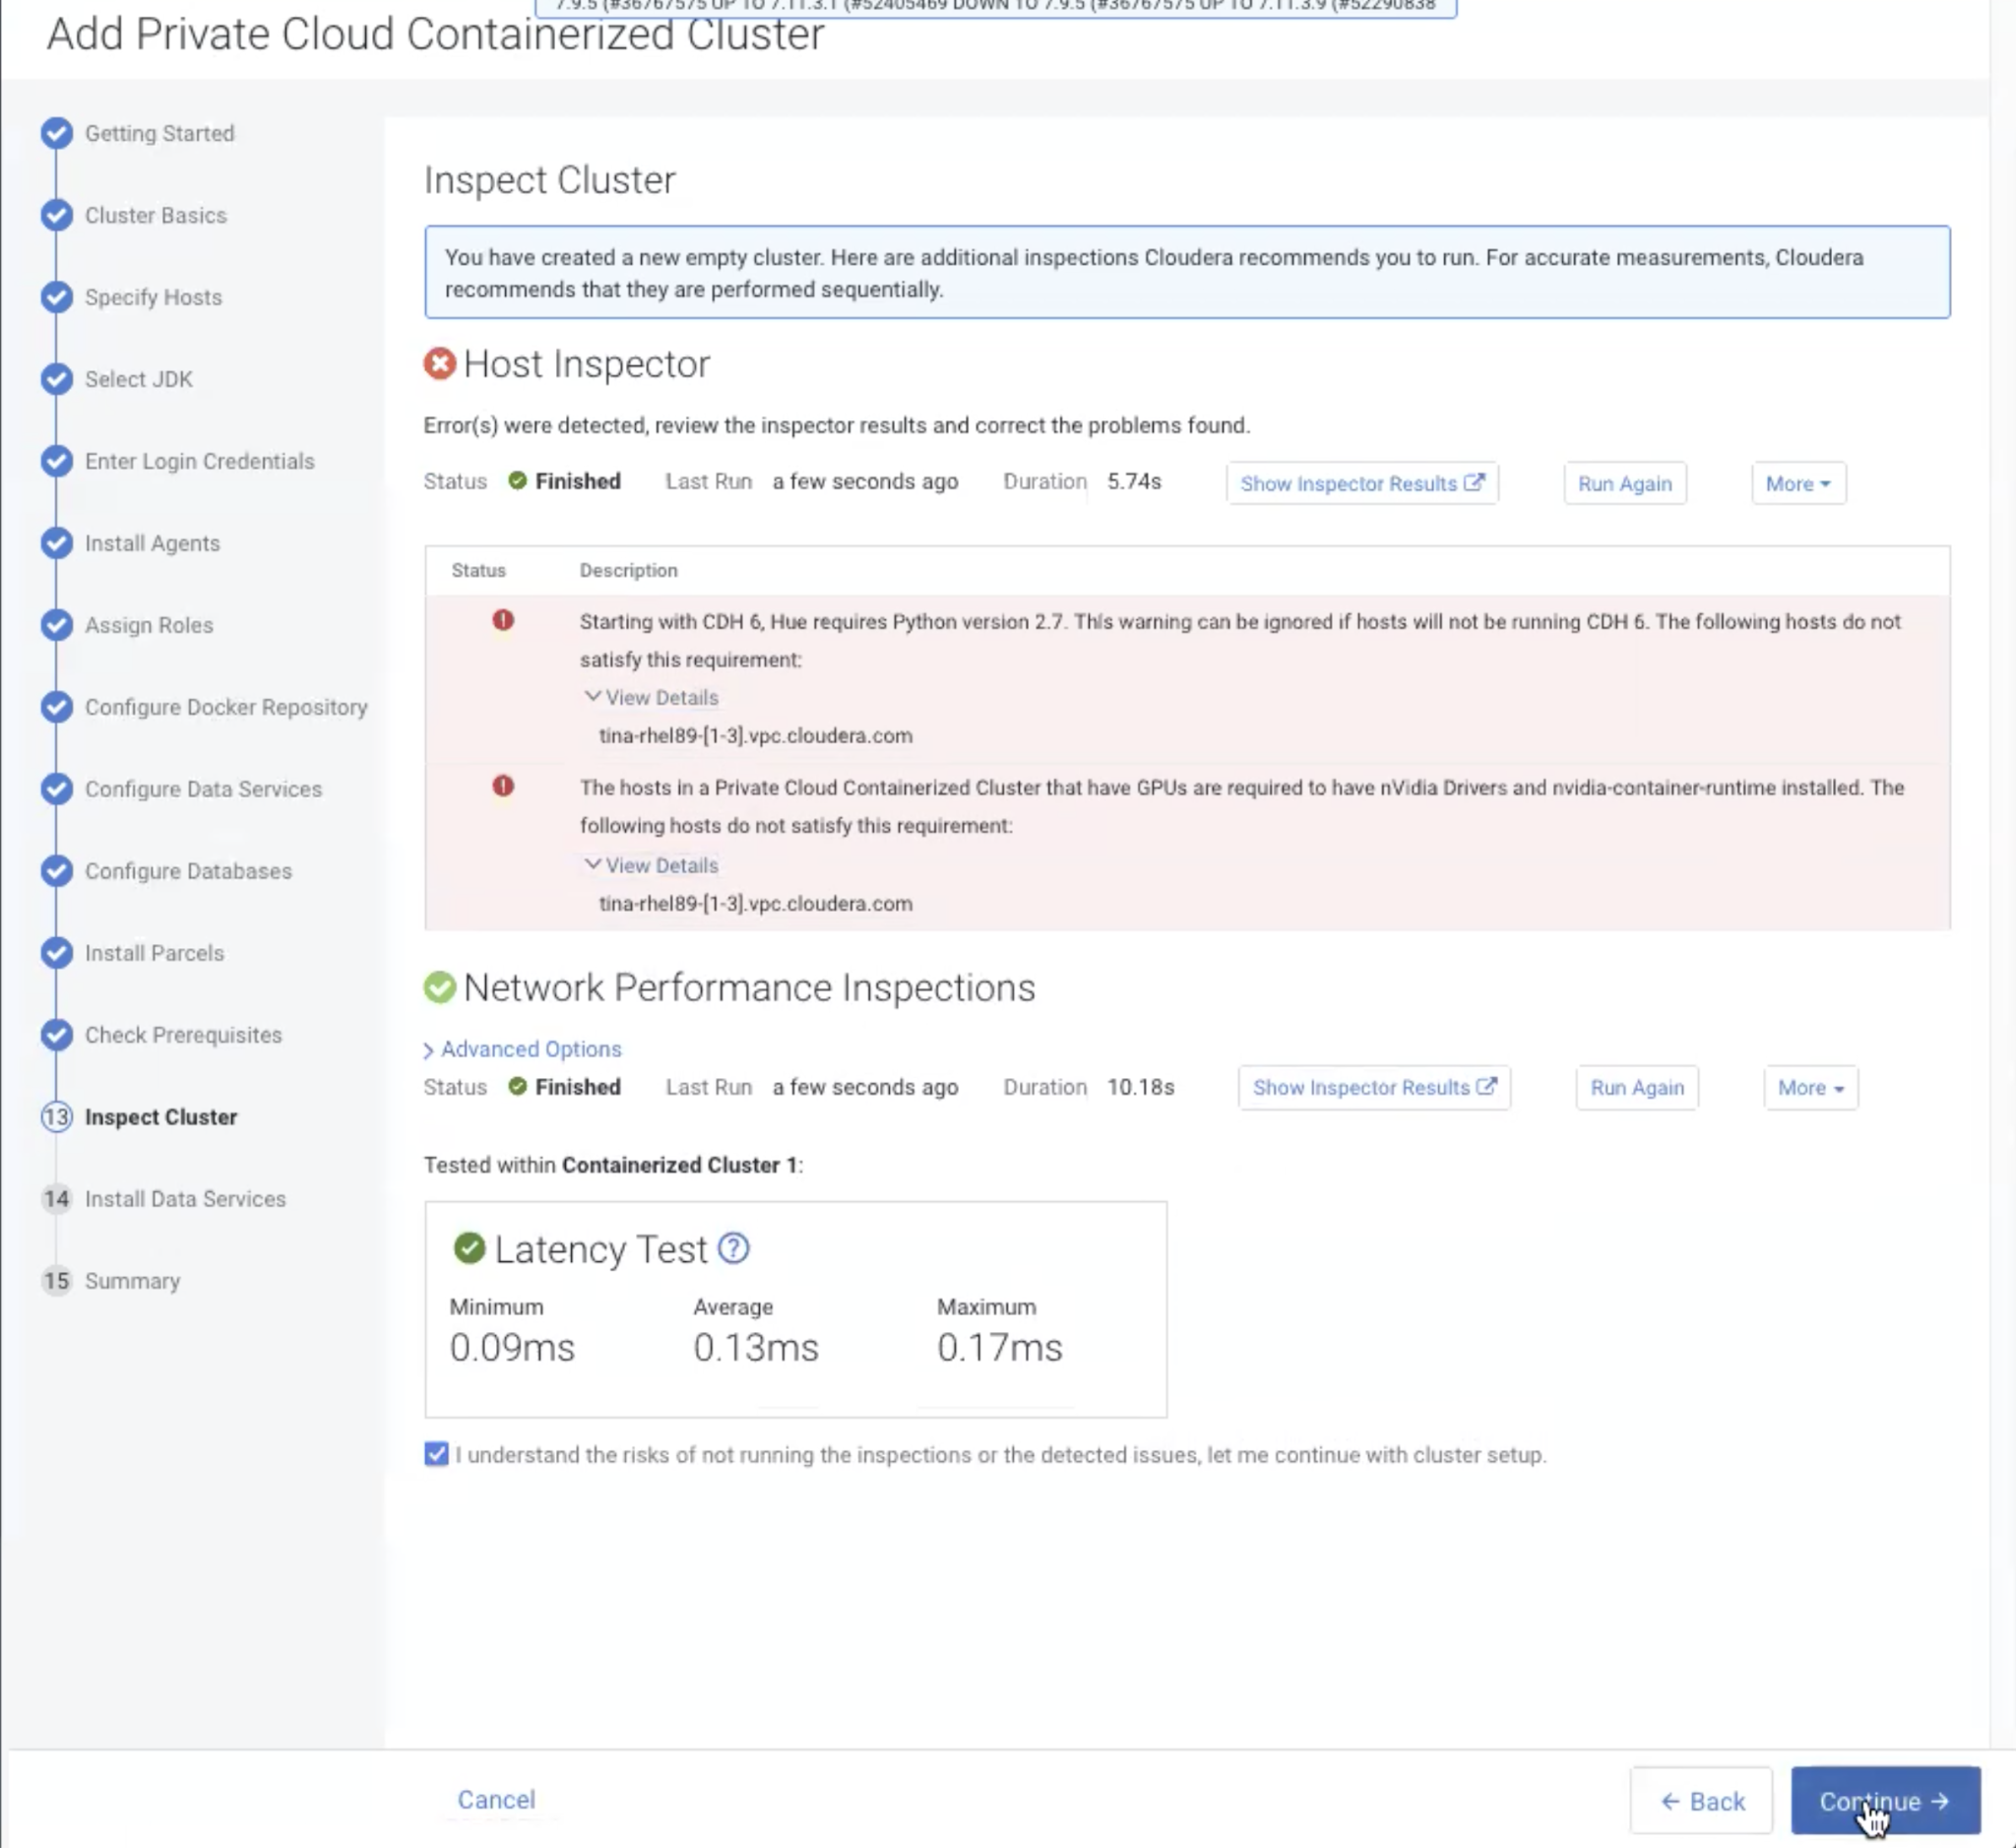 7.9.5 (#36767575 UP TO 7.11.3.1 (#52405469 DOWN TO 7.9.5 (#36767575 UP TO 7.11.3.9 (#52290838
Add Private Cloud Containerized Cluster
Getting Started
Cluster Basics
Specify Hosts
Select JDK
Enter Login Credentials
Install Agents
Assign Roles
Configure Docker Repository
Configure Data Services
Configure Databases
Install Parcels
Check Prerequisites
13 Inspect Cluster
14 Install Data Services
15 Summary
Inspect Cluster
You have created a new empty cluster. Here are additional inspections Cloudera recommends you to run. For accurate measurements, Cloudera
recommends that they are performed sequentially.
Host Inspector
Error(s) were detected, review the inspector results and correct the problems found.
Status Finished Last Run a few seconds ago Duration 5.74s Show Inspector Results Run Again More
Status Description
Starting with CDH 6, Hue requires Python version 2.7. This warning can be ignored if hosts will not be running CDH 6. The following hosts do not
satisfy this requirement:
View Details
tina-rhel89-[1-3].vpc.cloudera.com
The hosts in a Private Cloud Containerized Cluster that have GPUs are required to have nVidia Drivers and nvidia-container-runtime installed. The
following hosts do not satisfy this requirement:
View Details
tina-rhel89-[1-3].vpc.cloudera.com
Network Performance Inspections
Advanced Options
Status Finished Last Run a few seconds ago Duration 10.18s Show Inspector Results Run Again More
Tested within Containerized Cluster 1:
Latency Test ?
Minimum Average Maximum
0.09ms 0.13ms 0.17ms
I understand the risks of not running the inspections or the detected issues, let me continue with cluster setup.
Cancel ← Back Continue →